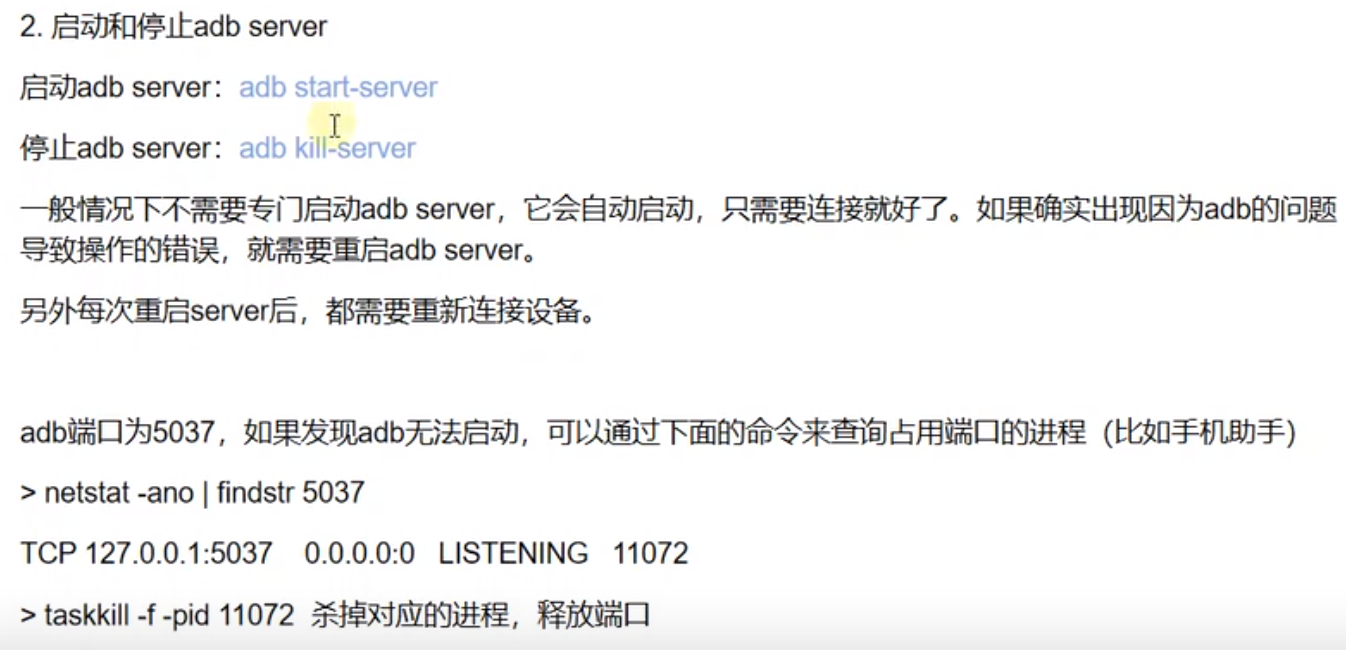 2. 启动和停止adb server
启动adb server：adb start-server
停止adb server：adb kill-server
一般情况下不需要专门启动adb server，它会自动启动，只需要连接就好了。如果确实出现因为adb的问题
导致操作的错误，就需要重启adb server。
另外每次重启server后，都需要重新连接设备。
adb端口为5037，如果发现adb无法启动，可以通过下面的命令来查询占用端口的进程（比如手机助手）
> netstat -ano | findstr 5037
TCP 127.0.0.1:5037 0.0.0.0:0 LISTENING 11072
> taskkill -f -pid 11072 杀掉对应的进程，释放端口